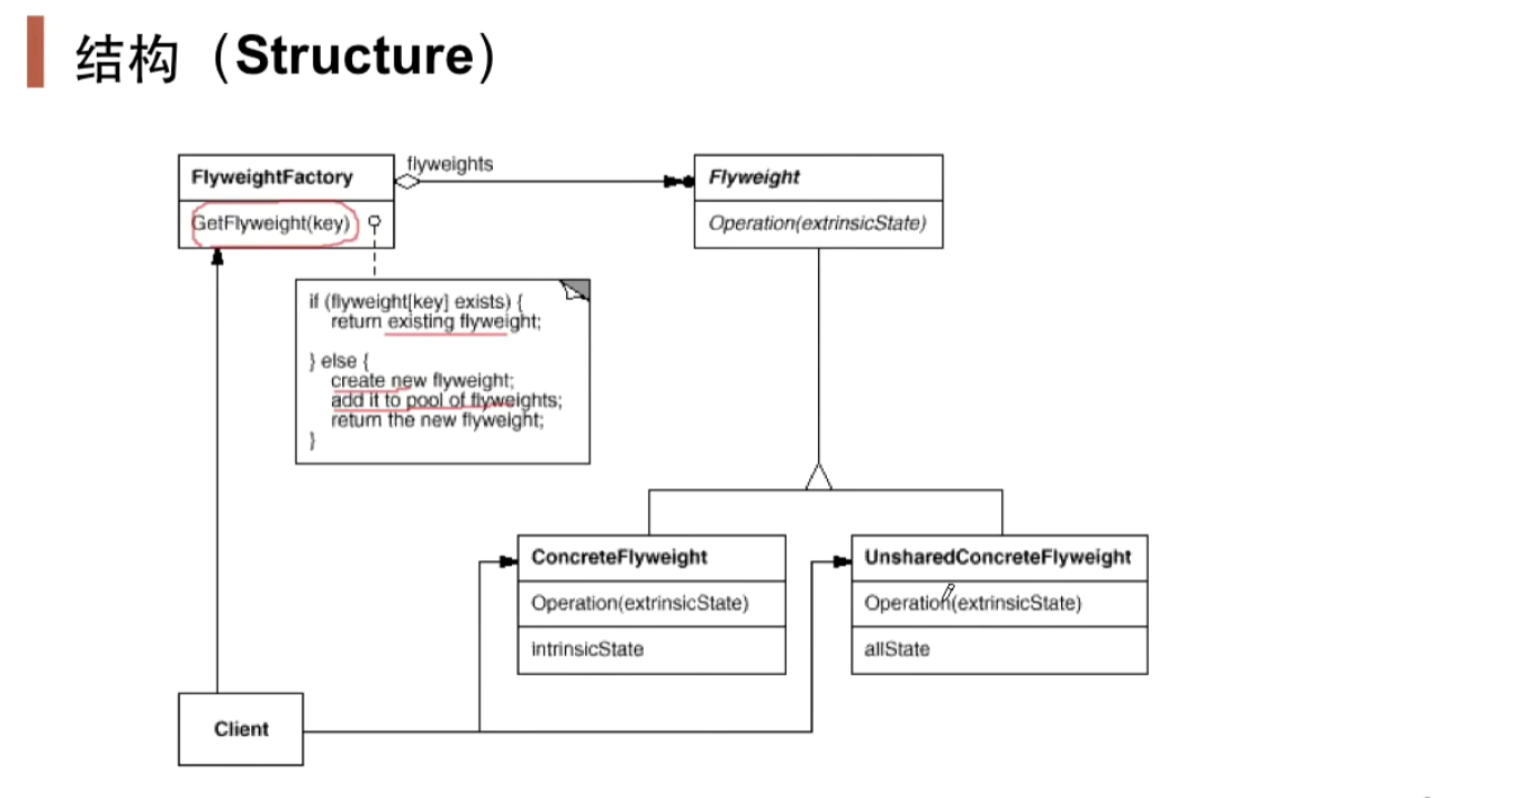 结构（Structure）
FlyweightFactory
GetFlyweight(key)
flyweights
Flyweight
Operation(extrinsicState)
if (flyweight[key] exists) {
return existing flyweight;
} else {
create new flyweight;
add it to pool of flyweights;
return the new flyweight;
}
ConcreteFlyweight
Operation(extrinsicState)
intrinsicState
UnsharedConcreteFlyweight
Operation(extrinsicState)
allState
Client